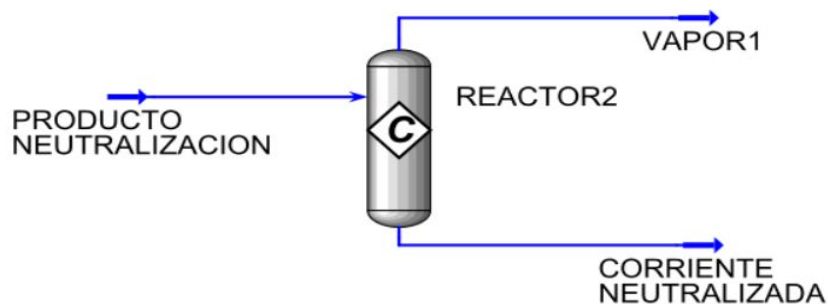 VAPOR1
REACTOR2
PRODUCTO
NEUTRALIZACION
C
CORRIENTE
NEUTRALIZADA